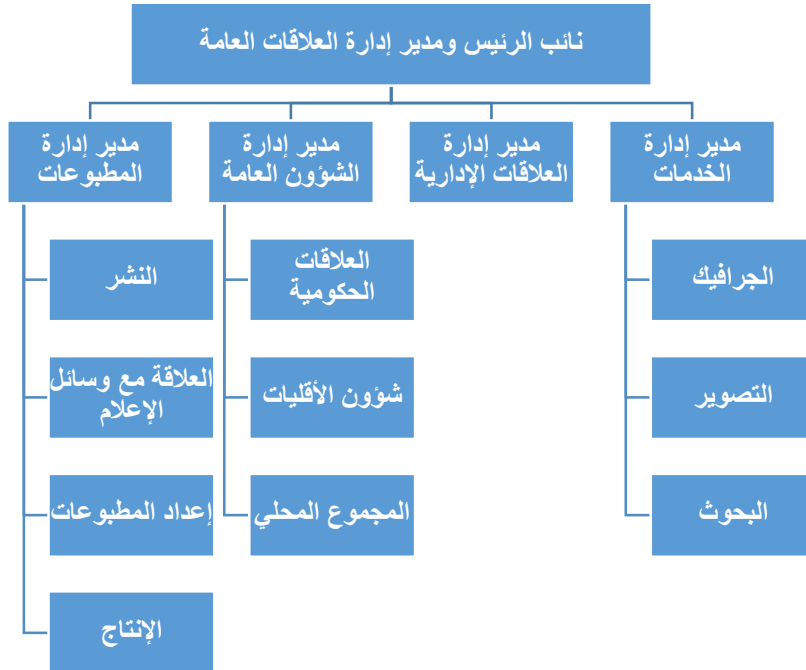 نائب الرئيس ومدير إدارة العلاقات العامة
مدير إدارة
الخدمات
الجرافيك
التصوير
البحوث
مدير إدارة
العلاقات الإدارية
مدير إدارة
الشؤون العامة
العلاقات
الحكومية
شؤون الأقليات
المجموع المحلي
مدير إدارة
المطبوعات
النشر
العلاقة مع وسائل
الإعلام
إعداد المطبوعات
الإنتاج